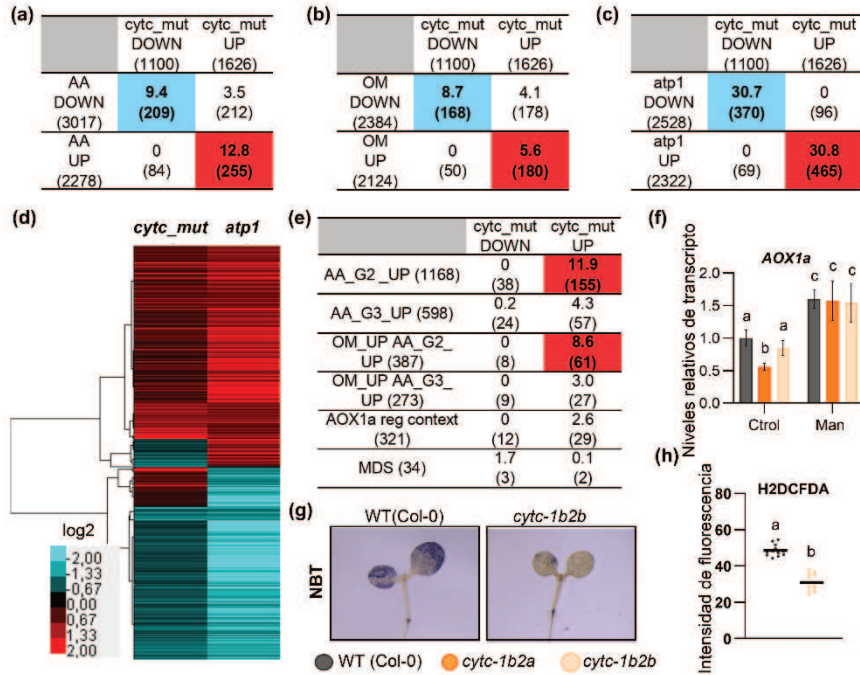 (a)
cytc_mut DOWN (1100)
cytc_mut UP (1626)
AA DOWN (3017)
9.4 (209)
3.5 (212)
AA UP (2278)
0 (84)
12.8 (255)
(b)
cytc_mut DOWN (1100)
cytc_mut UP (1626)
OM DOWN (2384)
8.7 (168)
4.1 (178)
OM UP (2124)
0 (50)
5.6 (180)
(c)
cytc_mut DOWN (1100)
cytc_mut UP (1626)
atp1 DOWN (2528)
30.7 (370)
0 (96)
atp1 UP (2322)
0 (69)
30.8 (465)
(d)
cytc_mut atp1
log2
-2,00
-1,33
-0,67
0,00
0,67
1,33
2,00
(e)
cytc_mut DOWN
cytc_mut UP
AA_G2 _UP (1168)
0 (38)
11.9 (155)
AA_G3_UP (598)
0.2 (24)
4.3 (57)
OM_UP AA_G2_ UP (387)
0 (8)
8.6 (61)
OM_UP AA_G3_ UP (273)
0 (9)
3.0 (27)
AOX1a reg context (321)
0 (12)
2.6 (29)
MDS (34)
1.7 (3)
0.1 (2)
(f)
AOX1a
Niveles relativos de transcripto
2.0
1.5
1.0
0.5
0.0
a b a
c c c
Ctrol Man
(g)
WT(Col-0) cytc-1b2b
NBT
(h)
H2DCFDA
Intensidad de fluorescencia
80
60
40
20
0
a
b
WT (Col-0) cytc-1b2a cytc-1b2b